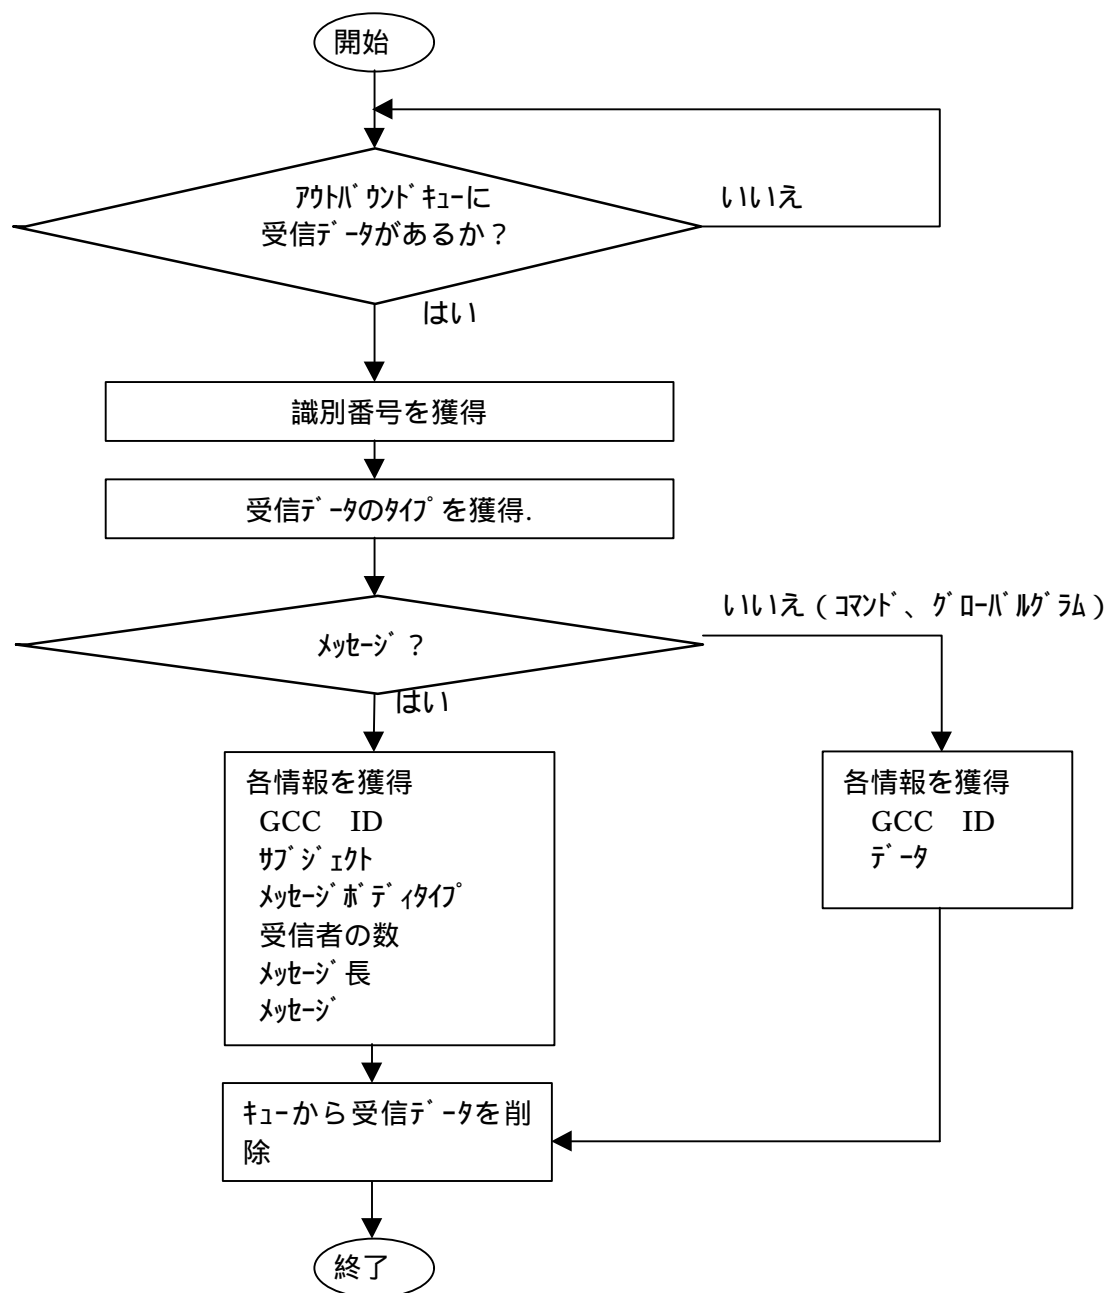 開始
ｱｳﾄﾊﾞｳﾝﾄﾞｷｭｰに
受信ﾃﾞｰﾀがあるか？
いいえ
はい
識別番号を獲得
受信ﾃﾞｰﾀのﾀｲﾌﾟを獲得.
いいえ（ｺﾏﾝﾄﾞ、ｸﾞﾛｰﾊﾞﾙｸﾞﾗﾑ）
ﾒｯｾｰｼﾞ？
はい
各情報を獲得
GCC　ID
ｻﾌﾞｼﾞｪｸﾄ
ﾒｯｾｰｼﾞﾎﾞﾃﾞｨﾀｲﾌﾟ
受信者の数
ﾒｯｾｰｼﾞ長
ﾒｯｾｰｼﾞ
各情報を獲得
GCC　ID
ﾃﾞｰﾀ
ｷｭｰから受信ﾃﾞｰﾀを削
除
終了